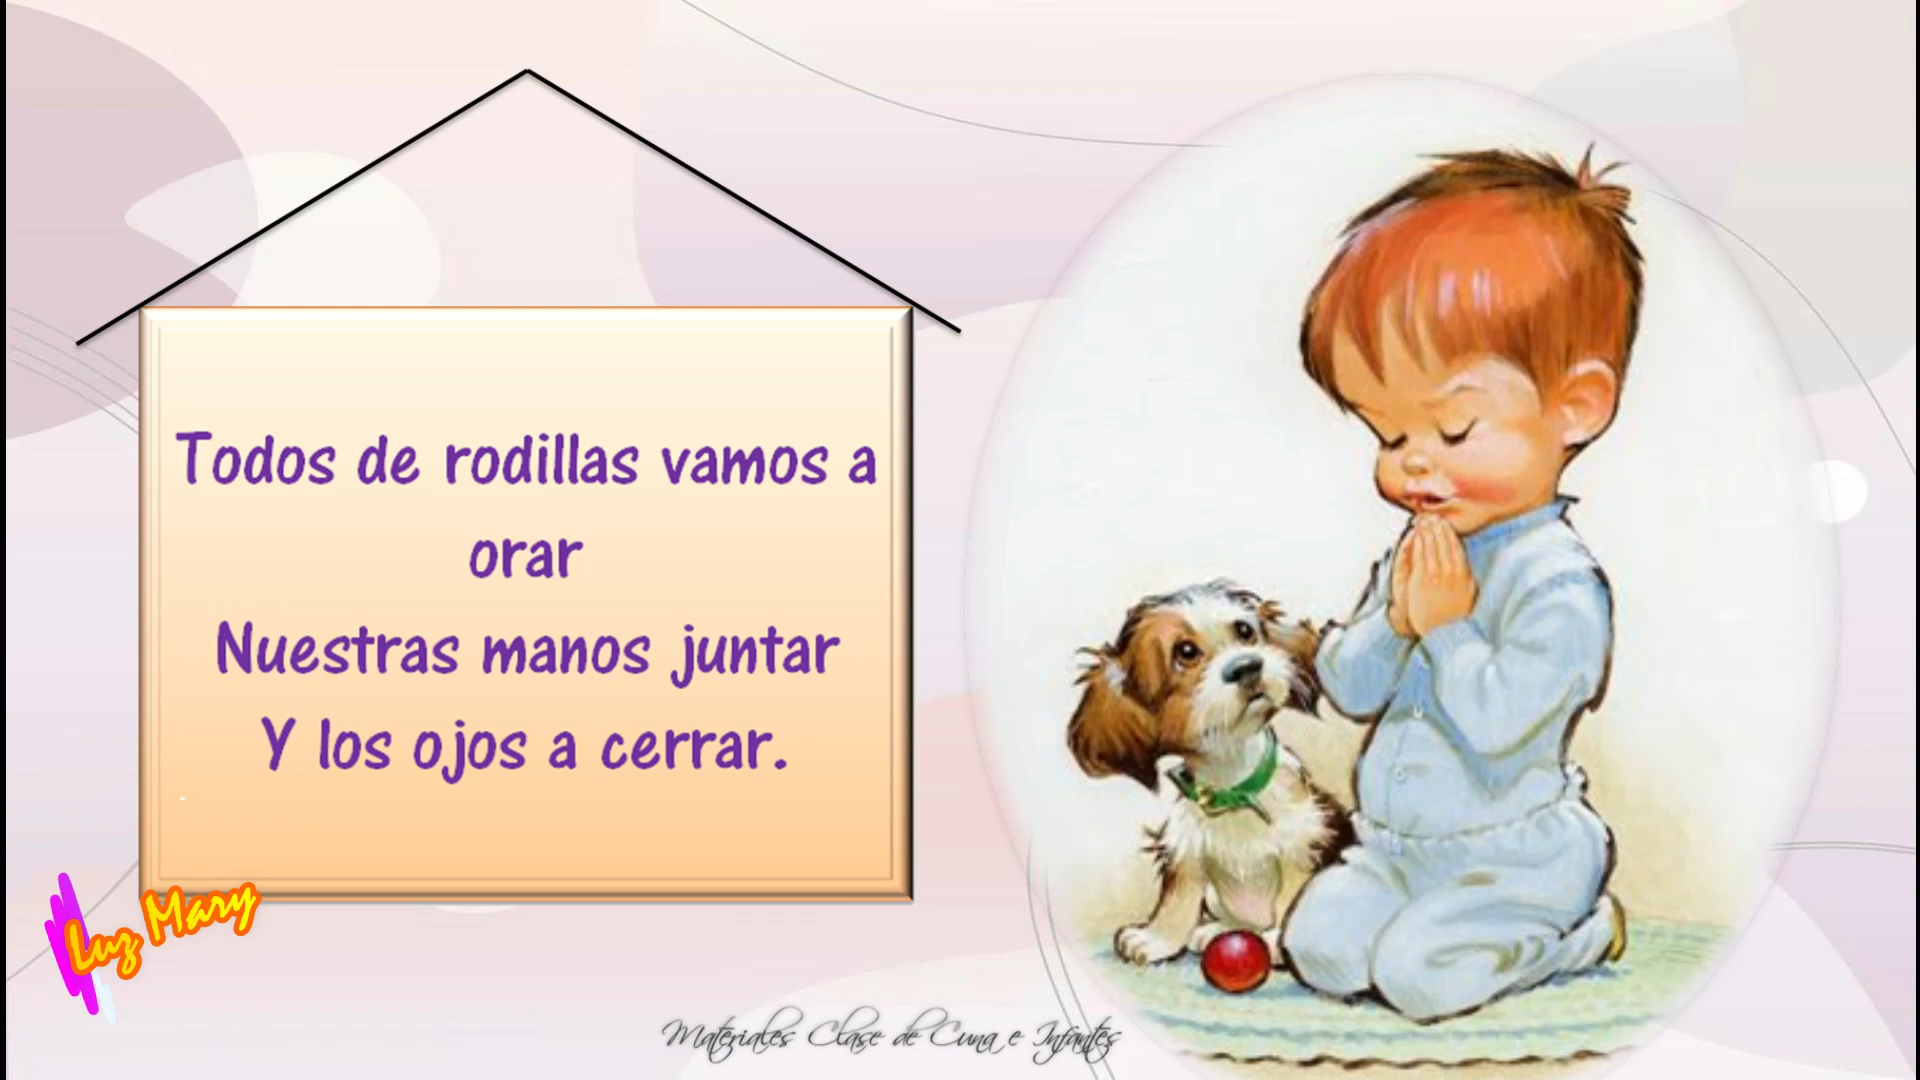 Todos de rodillas vamos a
orar
Nuestras manos juntar
Y los ojos a cerrar.
Luz Mary
Materiales Clase de Cuna e Infantes